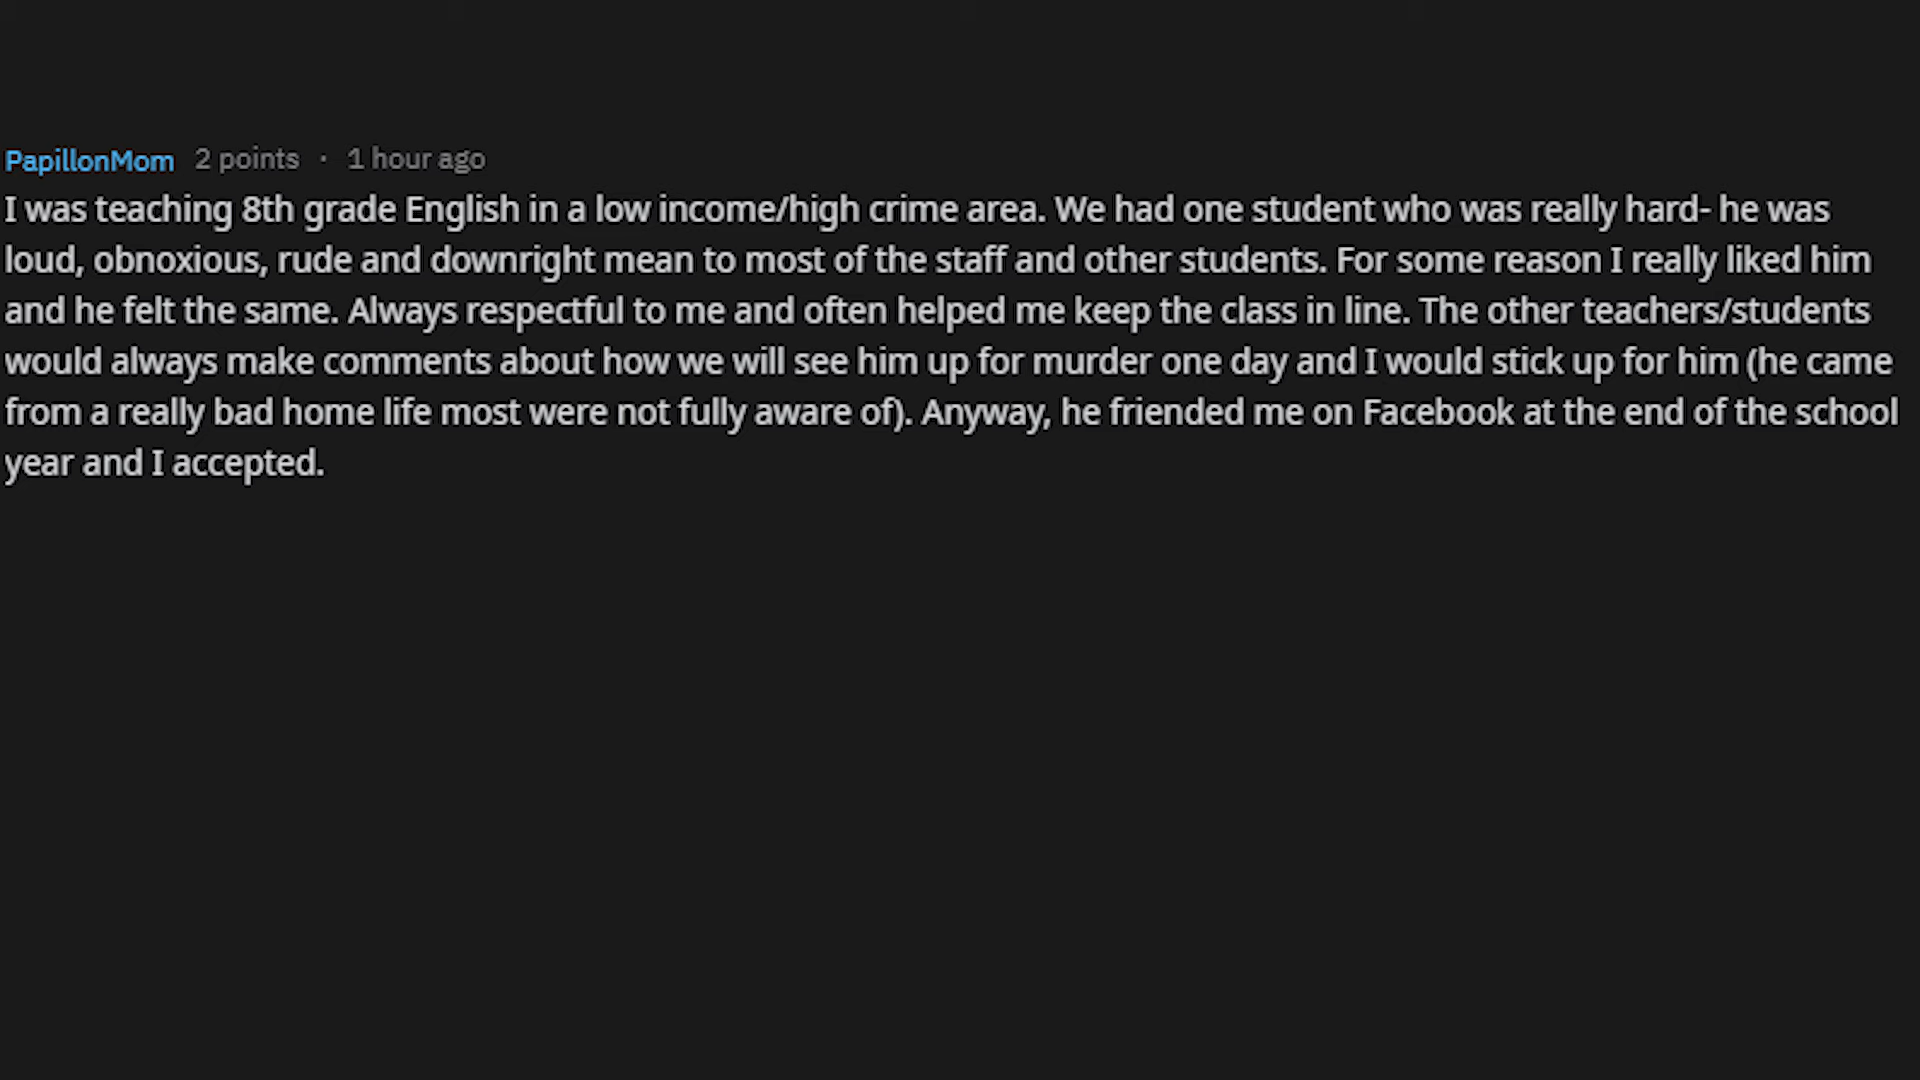 PapillonMom 2 points · 1 hour ago
I was teaching 8th grade English in a low income/high crime area. We had one student who was really hard- he was
loud, obnoxious, rude and downright mean to most of the staff and other students. For some reason I really liked him
and he felt the same. Always respectful to me and often helped me keep the class in line. The other teachers/students
would always make comments about how we will see him up for murder one day and I would stick up for him (he came
from a really bad home life most were not fully aware of). Anyway, he friended me on Facebook at the end of the school
year and I accepted.